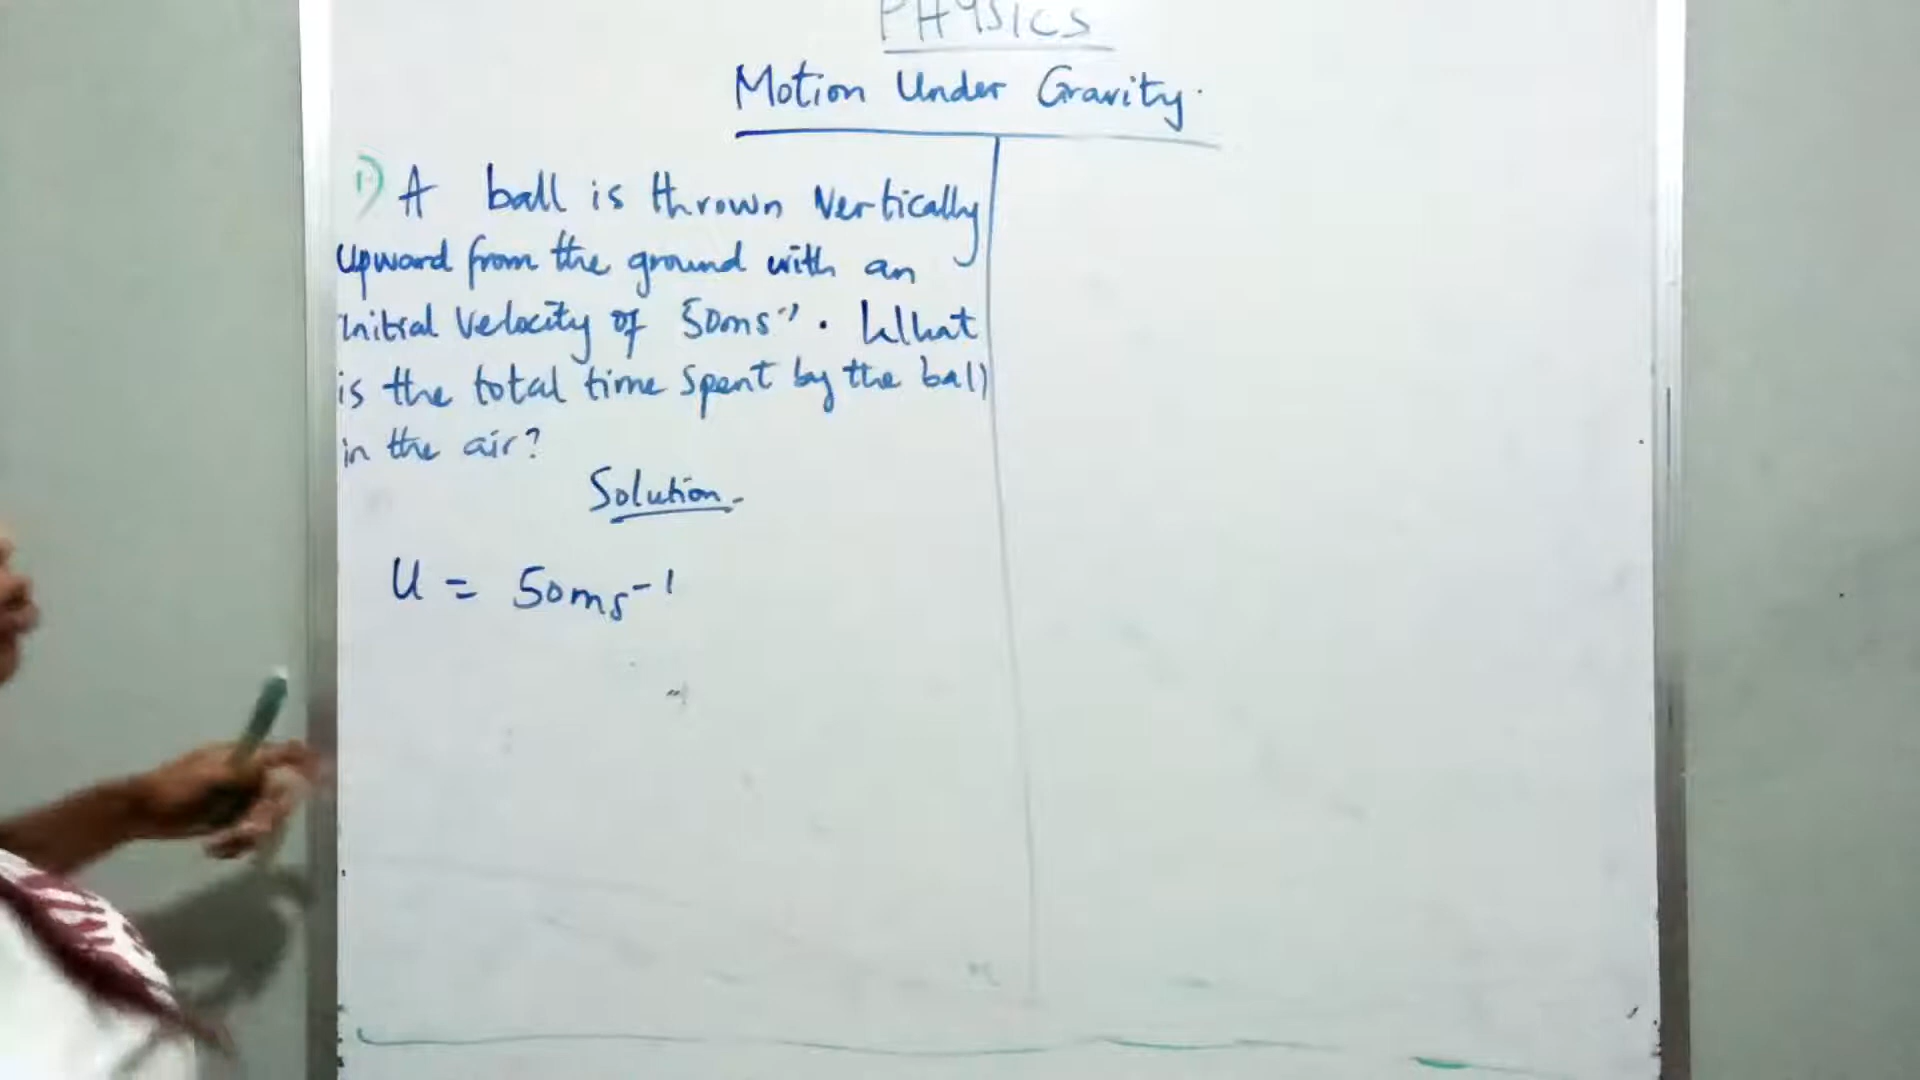 PHYSICS
Motion Under Gravity.
1.) A ball is thrown Vertically
Upward from the ground with an
initial velocity of 50ms⁻¹. What
is the total time spent by the ball
in the air?
Solution.
U = 50ms⁻¹